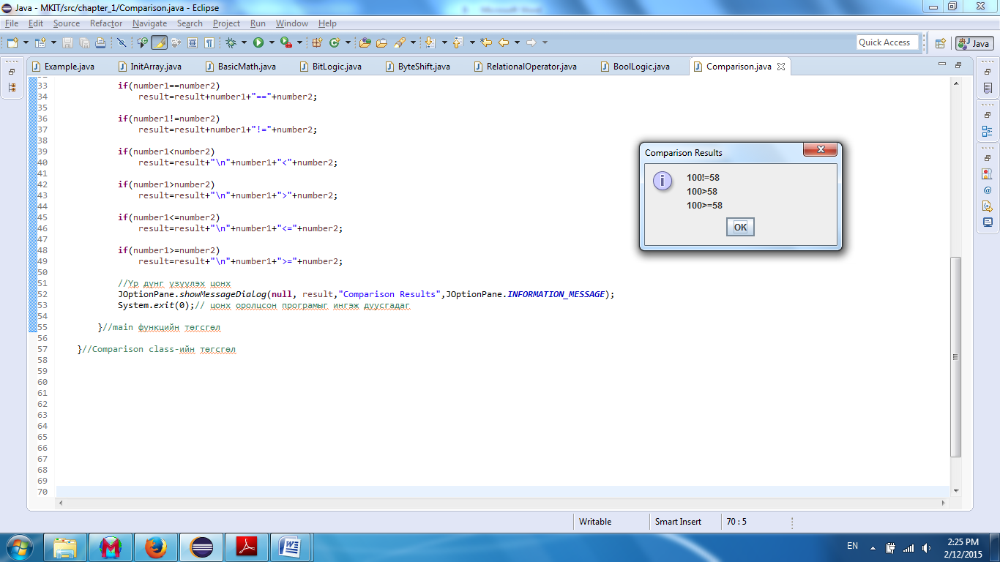 Java - MKIT/src/chapter_1/Comparison.java - Eclipse
File Edit Source Refactor Navigate Search Project Run Window Help
Quick Access
Java
Example.java InitArray.java BasicMath.java BitLogic.java ByteShift.java RelationalOperator.java BoolLogic.java Comparison.java
33 if(number1==number2)
34 result=result+number1+"=="+number2;
35
36 if(number1!=number2)
37 result=result+number1+"!="+number2;
38
39 if(number1<number2)
40 result=result+"\n"+number1+"<"+number2;
41
42 if(number1>number2)
43 result=result+"\n"+number1+">"+number2;
44
45 if(number1<=number2)
46 result=result+"\n"+number1+"<="+number2;
47
48 if(number1>=number2)
49 result=result+"\n"+number1+">="+number2;
50
51 //Үр дүнг үзүүлэх цонх
52 JOptionPane.showMessageDialog(null, result,"Comparison Results",JOptionPane.INFORMATION_MESSAGE);
53 System.exit(0);// цонх оролцсон програмыг ингэж дуусгадаг
54
55 }//main функцийн төгсгөл
56
57 }//Comparison class-ийн төгсгөл
58
59
60
61
62
63
64
65
66
67
68
69
70
Comparison Results
100!=58
100>58
100>=58
OK
Writable Smart Insert 70 : 5
EN
2:25 PM
2/12/2015